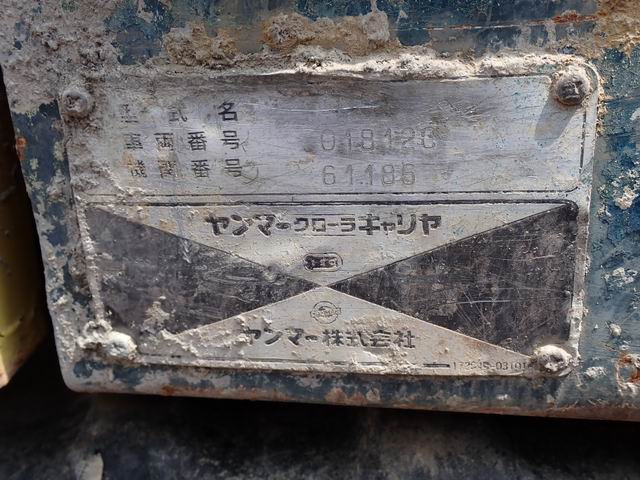 型式名
車両番号 018120
機関番号 61186
ヤンマークローラキャリヤ
ヤンマー株式会社